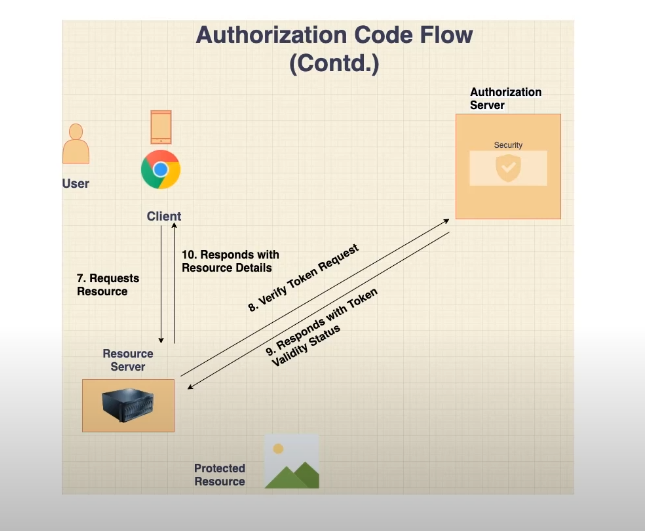 Authorization Code Flow
(Contd.)
Authorization
Server
Security
User
Client
10. Responds with
Resource Details
7. Requests
Resource
8. Verify Token Request
9. Responds with Token
Validity Status
Resource
Server
Protected
Resource